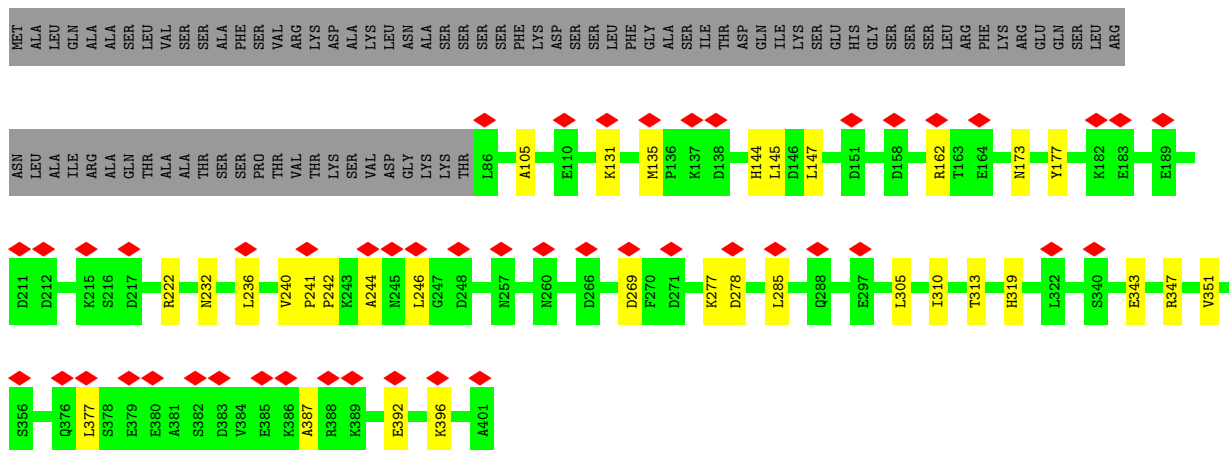 MET ALA LEU GLN ALA ALA SER LEU VAL SER SER ALA PHE SER VAL ARG LYS ASP ALA LYS LEU ASN ALA SER SER SER SER PHE LYS ASP SER SER LEU PHE GLY ALA SER ILE THR ASP GLN ILE LYS SER GLU HIS GLY SER SER SER LEU ARG PHE LYS ARG GLU GLN SER LEU ARG
ASN LEU ALA ILE ARG ALA GLN THR ALA ALA THR SER SER PRO THR VAL THR LYS SER VAL ASP GLY LYS LYS THR L86 A105 E110 K131 M135 P136 K137 D138 H144 L145 D146 L147 D151 D158 R162 T163 E164 N173 Y177 K182 E183 E189
D211 D212 K215 S216 D217 R222 N232 L236 V240 P241 P242 K243 A244 N245 L246 G247 D248 N257 N260 D266 D269 F270 D271 K277 D278 L285 Q288 E297 L305 I310 T313 H319 L322 S340 E343 R347 V351
S356 Q376 L377 S378 E379 E380 A381 S382 D383 V384 E385 K386 A387 R388 K389 E392 K396 A401